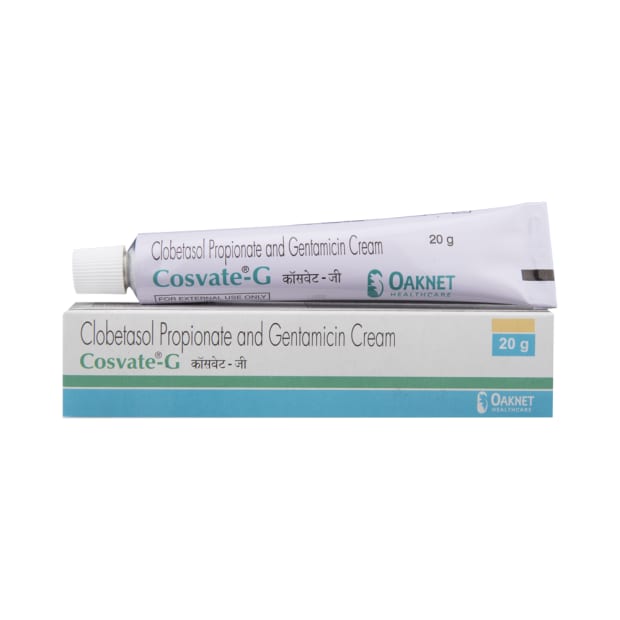 Clobetasol Propionate and Gentamicin Cream 20 g
Cosvate®-G कॉसवेट - जी OAKNET
HEALTHCARE
FOR EXTERNAL USE ONLY
Clobetasol Propionate and Gentamicin Cream
20 g
Cosvate®-G कॉसवेट - जी
OAKNET
HEALTHCARE